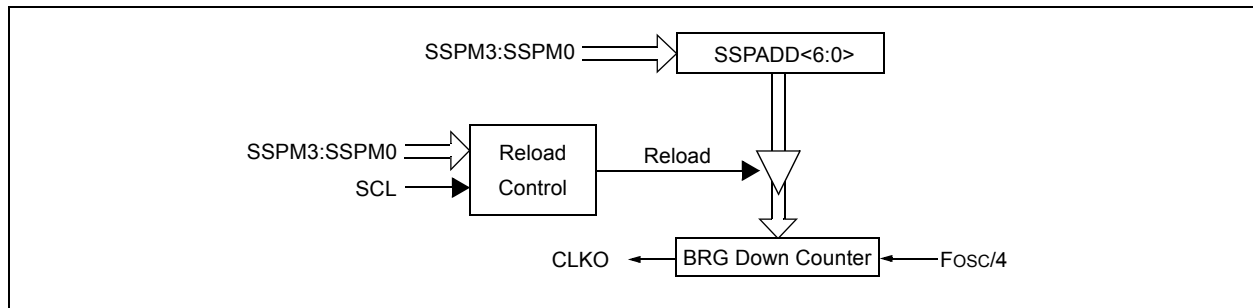 SSPM3:SSPM0
SSPADD<6:0>
SSPM3:SSPM0
SCL
Reload
Control
Reload
CLKO
BRG Down Counter
FOSC/4